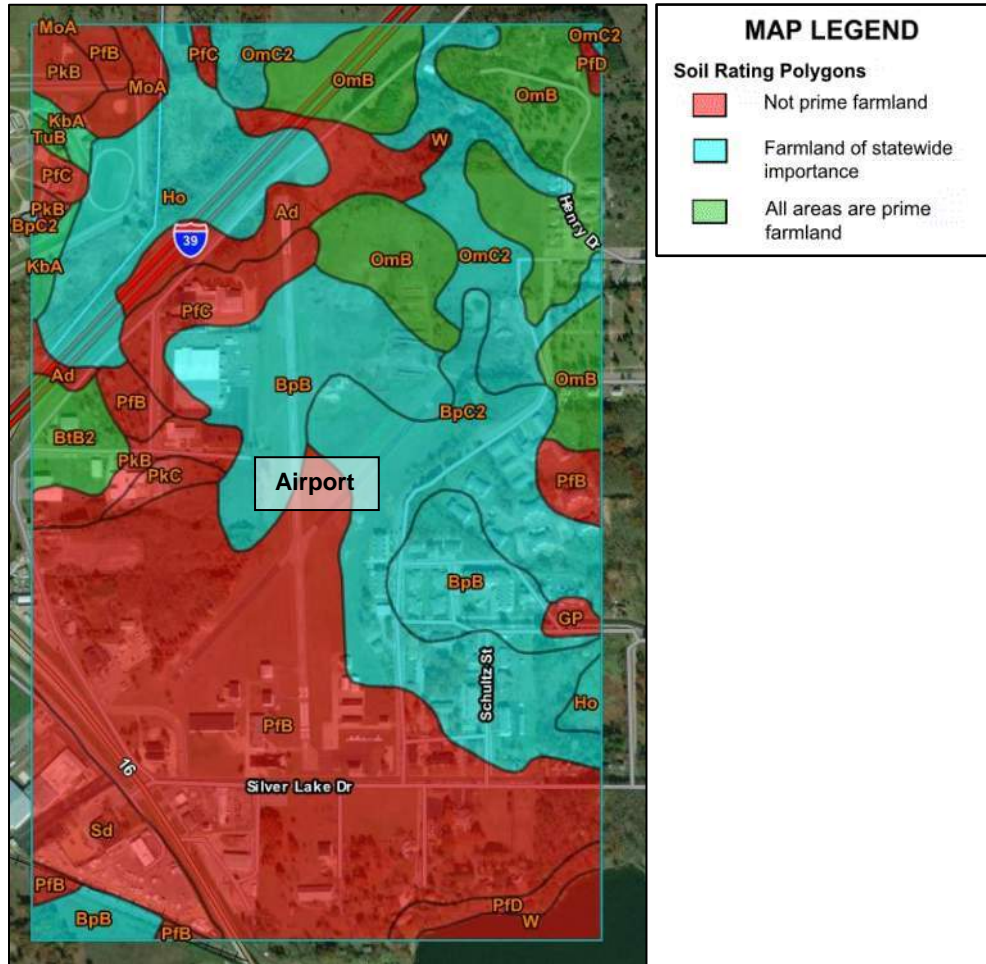 MoA
PfB
PkB
MoA
KbA
TuB
PfC
PkB
BpC2
KbA
Ho
39
PfC
OmC2
OmB
OmC2
PfD
OmB
W
Henry Dr
Ad
OmB
OmC2
PfC
Ad
PfB
BpB
BpC2
OmB
BtB2
PkB
PkC
Airport
PfB
BpB
GP
Schultz St
Ho
PfB
16
Silver Lake Dr
Sd
PfB
BpB
PfB
PfD
W
MAP LEGEND
Soil Rating Polygons
Not prime farmland
Farmland of statewide
importance
All areas are prime
farmland